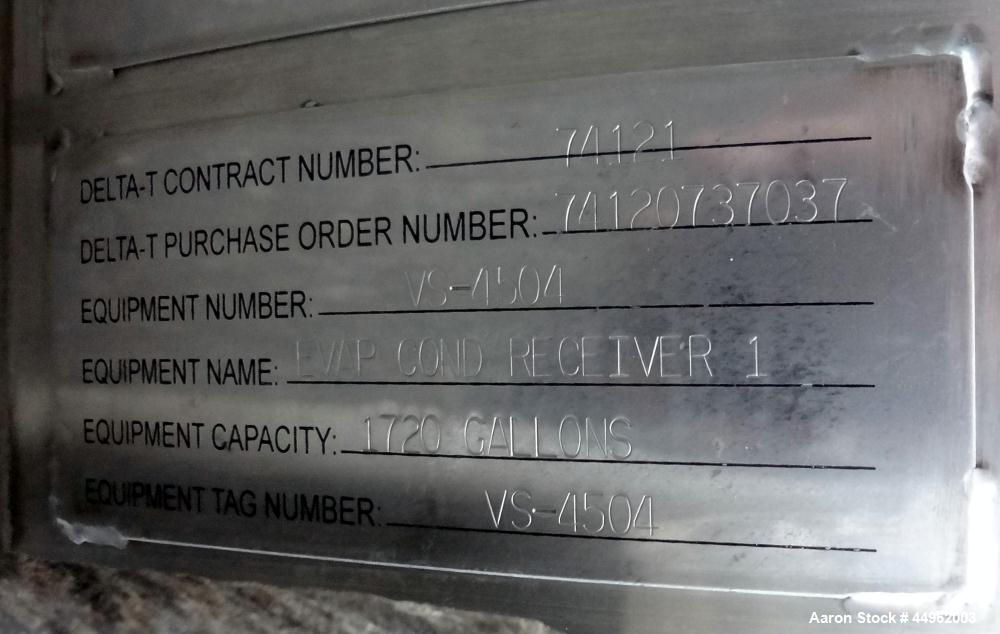 DELTA-T CONTRACT NUMBER: 74121
DELTA-T PURCHASE ORDER NUMBER: 74120737037
EQUIPMENT NUMBER: VS-4504
EQUIPMENT NAME: EVAP COND RECEIVER 1
EQUIPMENT CAPACITY: 1720 GALLONS
EQUIPMENT TAG NUMBER: VS-4504
Aaron Stock # 44962003